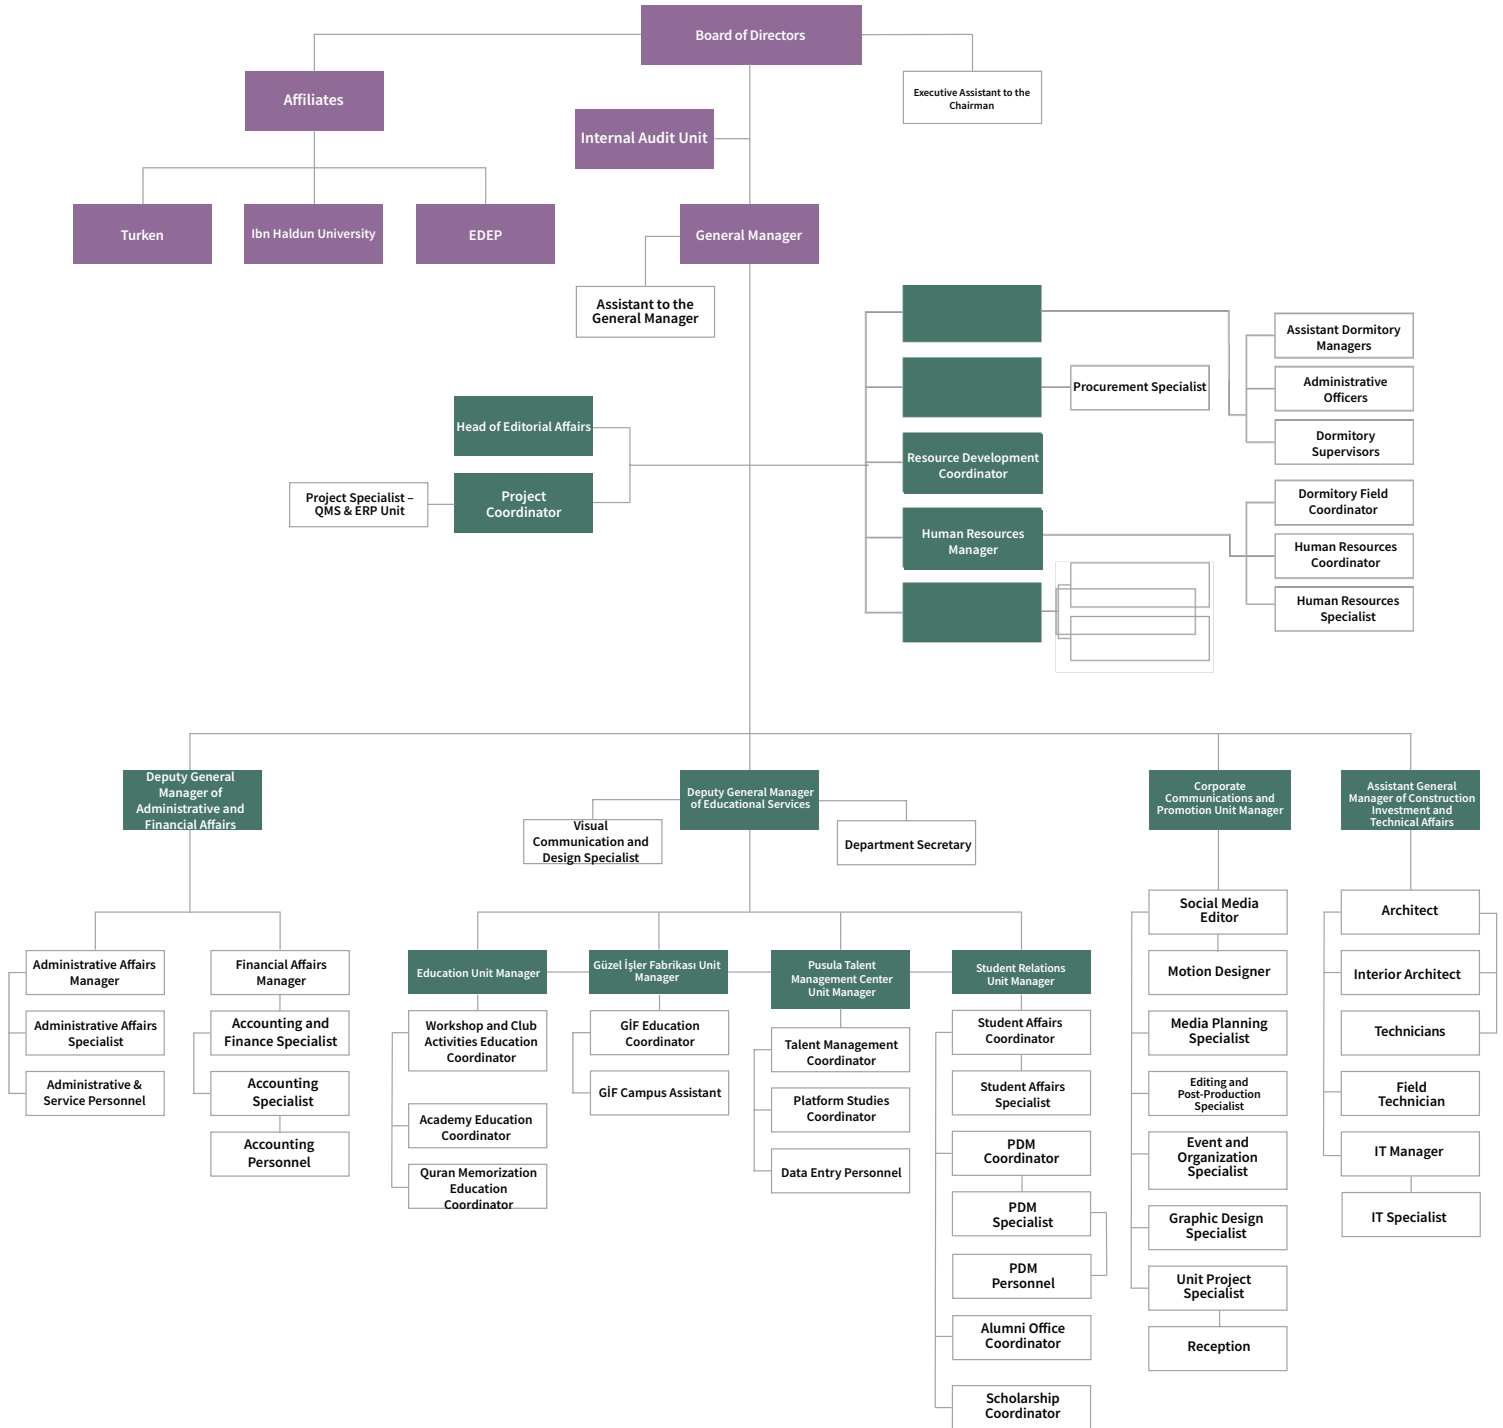 Board of Directors
Affiliates
Executive Assistant to the
Chairman
Internal Audit Unit
Turken
Ibn Haldun University
EDEP
General Manager
Assistant to the
General Manager
Assistant Dormitory
Managers
Procurement Specialist
Administrative
Officers
Head of Editorial Affairs
Dormitory
Supervisors
Resource Development
Coordinator
Project Specialist –
QMS & ERP Unit
Project
Coordinator
Dormitory Field
Coordinator
Human Resources
Manager
Human Resources
Coordinator
Human Resources
Specialist
Deputy General
Manager of
Administrative and
Financial Affairs
Deputy General Manager
of Educational Services
Corporate
Communications and
Promotion Unit Manager
Assistant General
Manager of Construction
Investment and
Technical Affairs
Visual
Communication and
Design Specialist
Department Secretary
Administrative Affairs
Manager
Administrative Affairs
Specialist
Administrative &
Service Personnel
Financial Affairs
Manager
Accounting and
Finance Specialist
Accounting
Specialist
Accounting
Personnel
Education Unit Manager
Workshop and Club
Activities Education
Coordinator
Academy Education
Coordinator
Quran Memorization
Education
Coordinator
Güzel İşler Fabrikası Unit
Manager
GİF Education
Coordinator
GİF Campus Assistant
Pusula Talent
Management Center
Unit Manager
Talent Management
Coordinator
Platform Studies
Coordinator
Data Entry Personnel
Student Relations
Unit Manager
Student Affairs
Coordinator
Student Affairs
Specialist
PDM
Coordinator
PDM
Specialist
PDM
Personnel
Alumni Office
Coordinator
Scholarship
Coordinator
Social Media
Editor
Motion Designer
Media Planning
Specialist
Editing and
Post-Production
Specialist
Event and
Organization
Specialist
Graphic Design
Specialist
Unit Project
Specialist
Reception
Architect
Interior Architect
Technicians
Field
Technician
IT Manager
IT Specialist